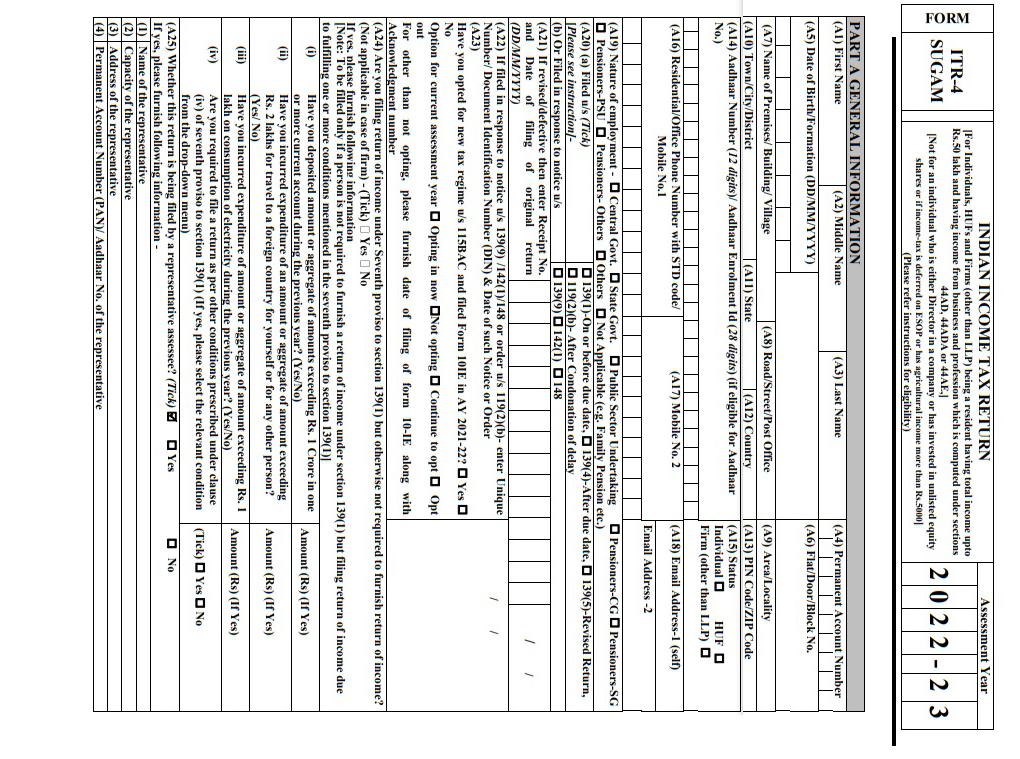 FORM
ITR-4
SUGAM
INDIAN INCOME TAX RETURN
[For Individuals, HUFs and Firms (other than LLP) being a resident having total income upto
Rs.50 lakh and having income from business and profession which is computed under sections
44AD, 44ADA or 44AE.]
[Not for an individual who is either Director in a company or has invested in unlisted equity
shares or if income-tax is deferred on ESOP or has agricultural income more than Rs.5000]
(Please refer instructions for eligibility)
Assessment Year
2 0 2 2 - 2 3
PART A GENERAL INFORMATION
(A1) First Name (A2) Middle Name (A3) Last Name (A4) Permanent Account Number
(A5) Date of Birth/Formation (DD/MM/YYYY) (A6) Flat/Door/Block No.
(A7) Name of Premises/ Building/ Village (A8) Road/Street/Post Office (A9) Area/Locality
(A10) Town/City/District (A11) State (A12) Country (A13) PIN Code/ZIP Code
(A14) Aadhaar Number (12 digits)/ Aadhaar Enrolment Id (28 digits) (if eligible for Aadhaar
No.)
(A15) Status
Individual ☐ HUF ☐
Firm (other than LLP) ☐
(A16) Residential/Office Phone Number with STD code/
Mobile No.1
(A17) Mobile No. 2
(A18) Email Address-1 (self)
Email Address -2
(A19) Nature of employment - ☐ Central Govt. ☐ State Govt. ☐ Public Sector Undertaking ☐ Pensioners-CG ☐ Pensioners-SG
☐ Pensioners-PSU ☐ Pensioners- Others ☐ Others ☐ Not Applicable (e.g. Family Pension etc.)
(A20) (a) Filed u/s (Tick)
[Please see instruction]-
☐ 139(1)-On or before due date, ☐ 139(4)-After due date, ☐ 139(5)-Revised Return,
☐ 119(2)(b)- After Condonation of delay
(b) Or Filed in response to notice u/s ☐ 139(9) ☐ 142(1) ☐ 148
(A21) If revised/defective then enter Receipt No.
and Date of filing of original return
(DD/MM/YYYY)
/ /
(A22) If filed in response to notice u/s 139(9) /142(1)/148 or order u/s 119(2)(b)- enter Unique
Number/ Document Identification Number (DIN) & Date of such Notice or Order
/ /
(A23)
Have you opted for new tax regime u/s 115BAC and filed Form 10IE in AY 2021-22? ☐ Yes ☐
No
Option for current assessment year ☐ Opting in now ☐Not opting ☐ Continue to opt ☐ Opt
out
For other than not opting, please furnish date of filing of form 10-IE along with
Acknowledgment number
(A24) Are you filing return of income under Seventh proviso to section 139(1) but otherwise not required to furnish return of income?
(Not applicable in case of firm) - (Tick) ☐ Yes ☐ No
If yes, please furnish following information
[Note: To be filled only if a person is not required to furnish a return of income under section 139(1) but filing return of income due
to fulfilling one or more conditions mentioned in the seventh proviso to section 139(1)]
(i) Have you deposited amount or aggregate of amounts exceeding Rs. 1 Crore in one
or more current account during the previous year? (Yes/No)
Amount (Rs) (If Yes)
(ii) Have you incurred expenditure of an amount or aggregate of amount exceeding
Rs. 2 lakhs for travel to a foreign country for yourself or for any other person?
(Yes/ No)
Amount (Rs) (If Yes)
(iii) Have you incurred expenditure of amount or aggregate of amount exceeding Rs. 1
lakh on consumption of electricity during the previous year? (Yes/No)
Amount (Rs) (If Yes)
(iv) Are you required to file a return as per other conditions prescribed under clause
(iv) of seventh proviso to section 139(1) (If yes, please select the relevant condition
from the drop-down menu)
(Tick) ☐ Yes ☐ No
(A25) Whether this return is being filed by a representative assessee? (Tick) ☑ ☐ Yes ☐ No
If yes, please furnish following information -
(1) Name of the representative
(2) Capacity of the representative
(3) Address of the representative
(4) Permanent Account Number (PAN)/ Aadhaar No. of the representative